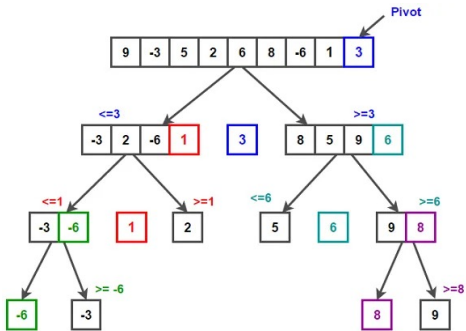 Pivot
9 -3 5 2 6 8 -6 1 3
<=3 >=3
-3 2 -6 1 3 8 5 9 6
<=1 >=1 <=6 >=6
-3 -6 1 2 5 6 9 8
>= -6 >=8
-6 -3 8 9